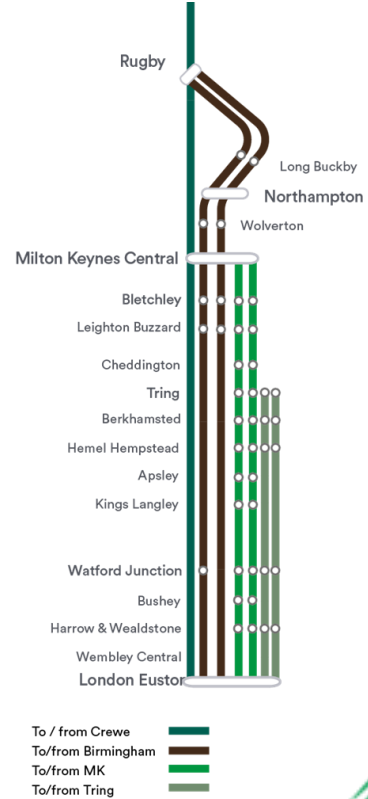 Rugby
Long Buckby
Northampton
Wolverton
Milton Keynes Central
Bletchley
Leighton Buzzard
Cheddington
Tring
Berkhamsted
Hemel Hempstead
Apsley
Kings Langley
Watford Junction
Bushey
Harrow & Wealdstone
Wembley Central
London Euston
To / from Crewe
To/from Birmingham
To/from MK
To/from Tring